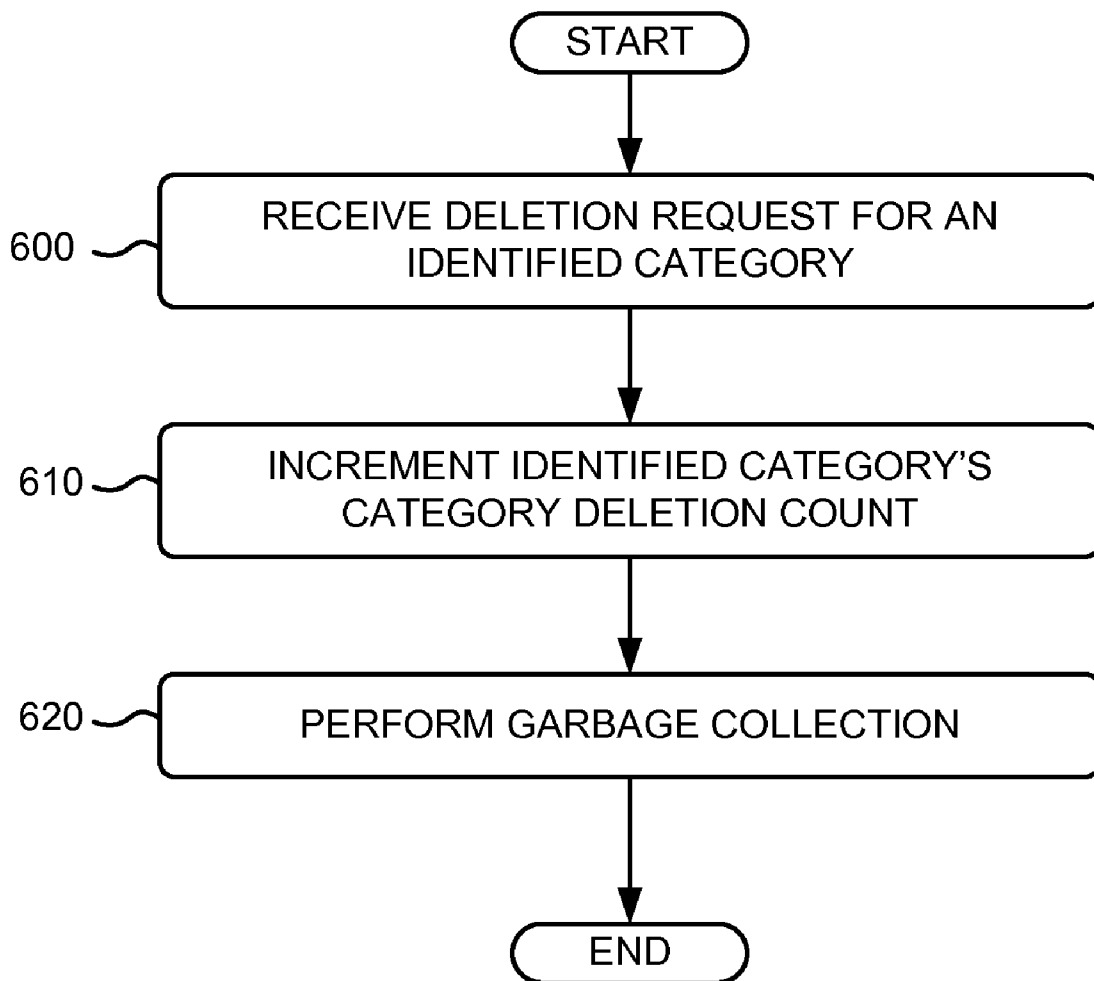 START
600
RECEIVE DELETION REQUEST FOR AN
IDENTIFIED CATEGORY
610
INCREMENT IDENTIFIED CATEGORY’S
CATEGORY DELETION COUNT
620
PERFORM GARBAGE COLLECTION
END